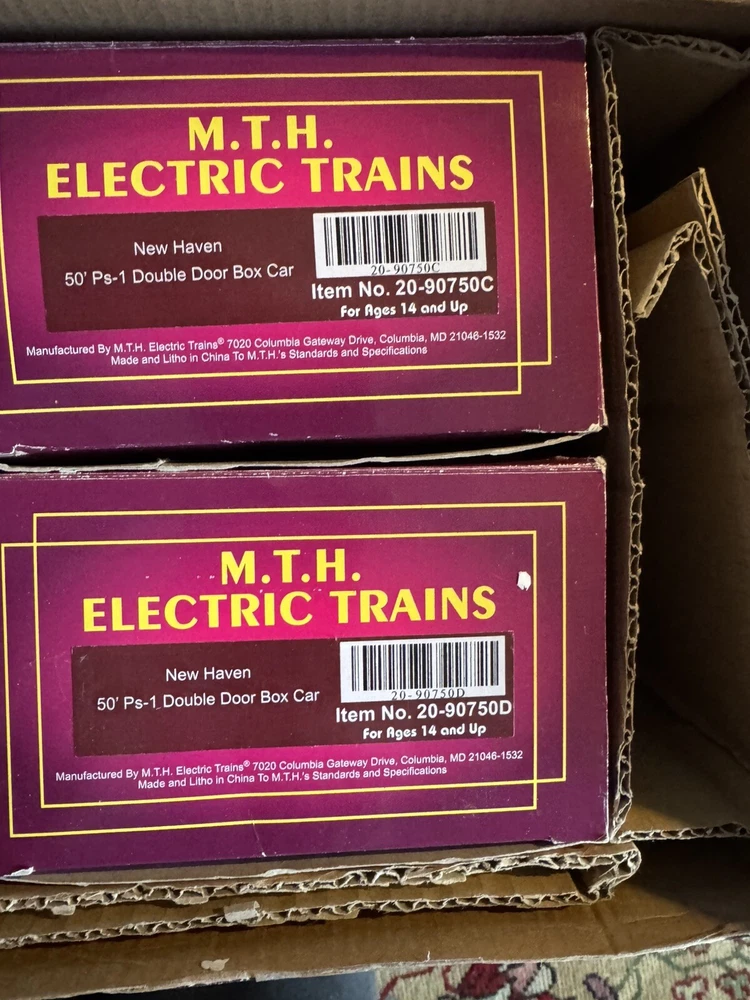 M.T.H.
ELECTRIC TRAINS
New Haven
50' Ps-1 Double Door Box Car
20-90750C
Item No. 20-90750C
For Ages 14 and Up
Manufactured By M.T.H. Electric Trains® 7020 Columbia Gateway Drive, Columbia, MD 21046-1532
Made and Litho in China To M.T.H.'s Standards and Specifications
M.T.H.
ELECTRIC TRAINS
New Haven
50' Ps-1 Double Door Box Car
20-90750D
Item No. 20-90750D
For Ages 14 and Up
Manufactured By M.T.H. Electric Trains® 7020 Columbia Gateway Drive, Columbia, MD 21046-1532
Made and Litho in China To M.T.H.'s Standards and Specifications